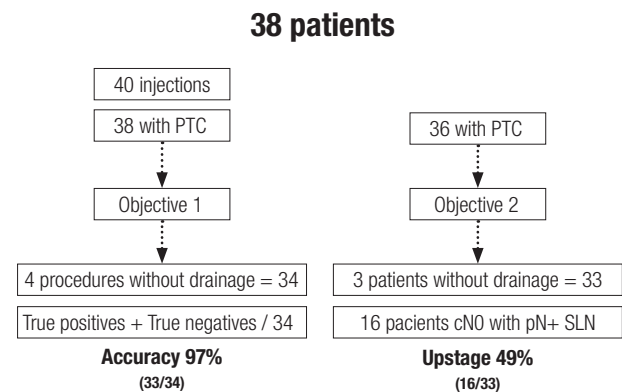 38 patients
40 injections
38 with PTC
Objective 1
4 procedures without drainage = 34
True positives + True negatives / 34
Accuracy 97%
(33/34)
36 with PTC
Objective 2
3 patients without drainage = 33
16 pacients cN0 with pN+ SLN
Upstage 49%
(16/33)